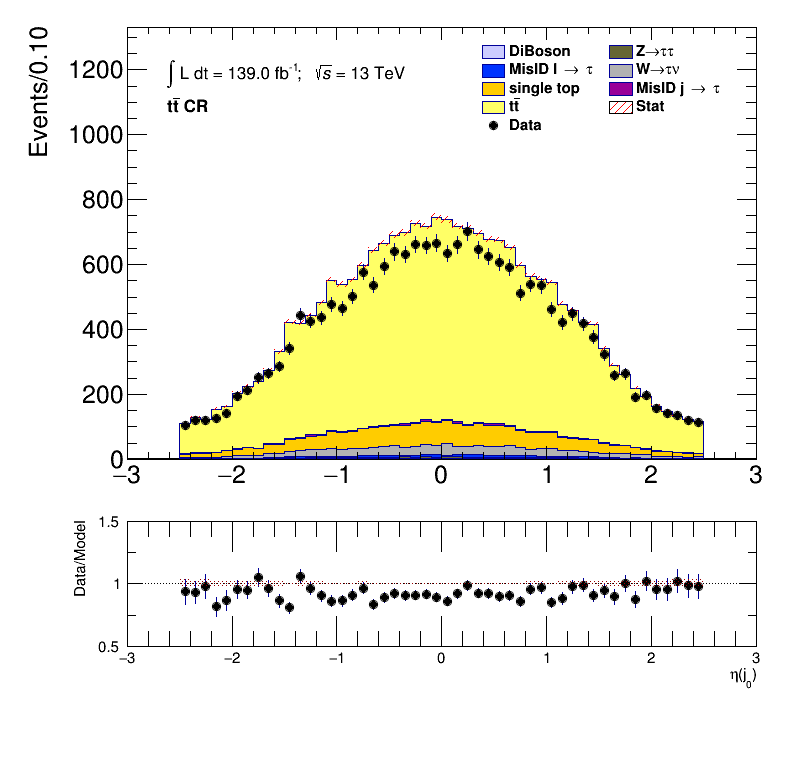 Events/0.10
∫ L dt = 139.0 fb⁻¹; √s = 13 TeV
tt̄ CR
DiBoson
MisID l → τ
single top
tt̄
Data
Z→ττ
W→τν
MisID j → τ
Stat
1200
1000
800
600
400
200
0
−3 −2 −1 0 1 2 3
Data/Model
1.5
1
0.5
−3 −2 −1 0 1 2 3
η(j₀)